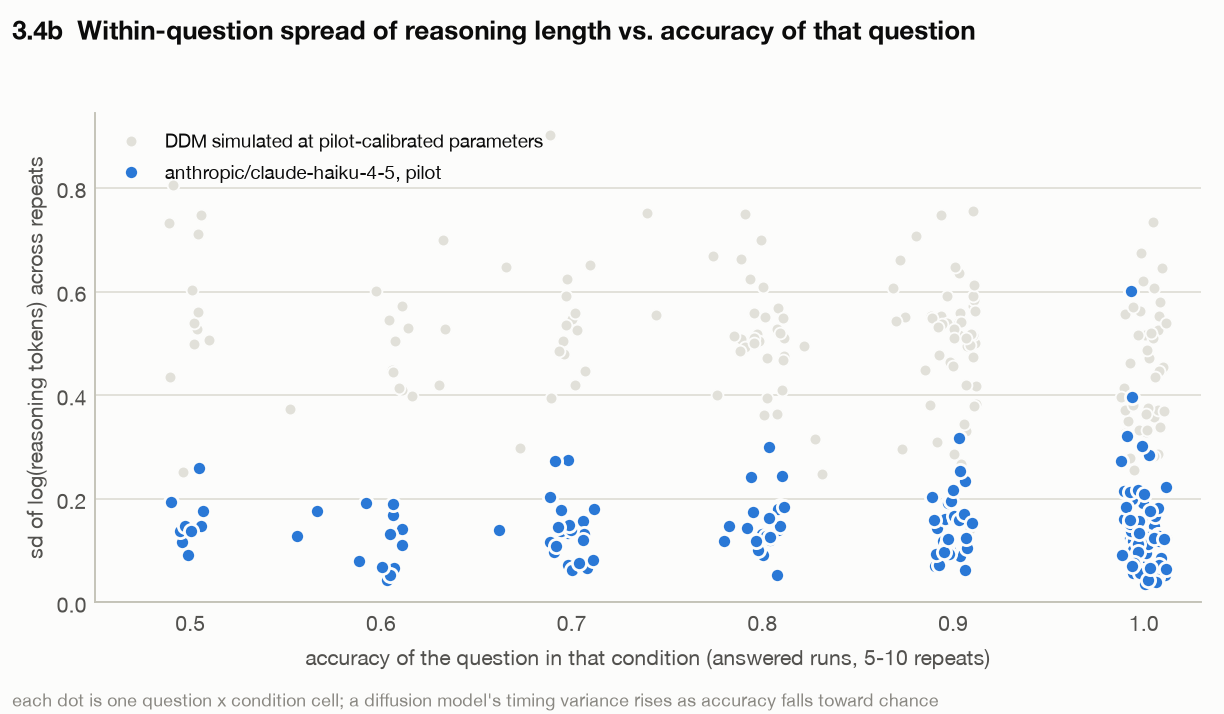 3.4b Within-question spread of reasoning length vs. accuracy of that question
DDM simulated at pilot-calibrated parameters
anthropic/claude-haiku-4-5, pilot
sd of log(reasoning tokens) across repeats
0.8
0.6
0.4
0.2
0.0
0.5 0.6 0.7 0.8 0.9 1.0
accuracy of the question in that condition (answered runs, 5-10 repeats)
each dot is one question x condition cell; a diffusion model's timing variance rises as accuracy falls toward chance